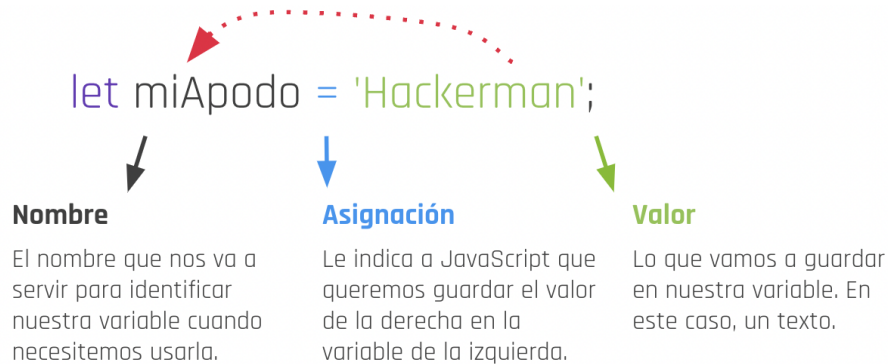 let miApodo = 'Hackerman';
Nombre
El nombre que nos va a
servir para identificar
nuestra variable cuando
necesitemos usarla.
Asignación
Le indica a JavaScript que
queremos guardar el valor
de la derecha en la
variable de la izquierda.
Valor
Lo que vamos a guardar
en nuestra variable. En
este caso, un texto.